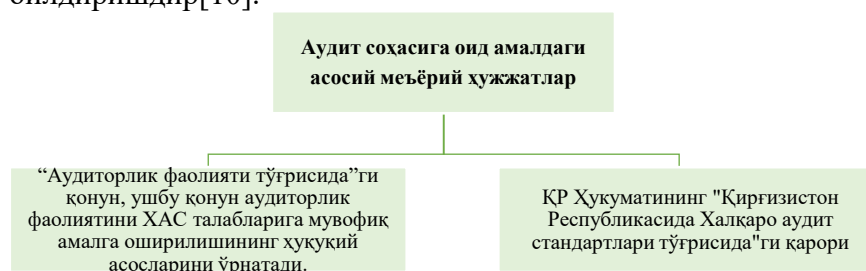 билдиришдир[10].
Аудит соҳасига оид амалдаги
асосий меъёрий ҳужжатлар
“Аудиторлик фаолияти тўғрисида”ги
қонун, ушбу қонун аудиторлик
фаолиятини ХАС талабларига мувофиқ
амалга оширилишининг ҳуқуқий
асосларини ўрнатади.
ҚР Ҳукуматининг "Қирғизистон
Республикасида Халқаро аудит
стандартлари тўғрисида"ги қарори